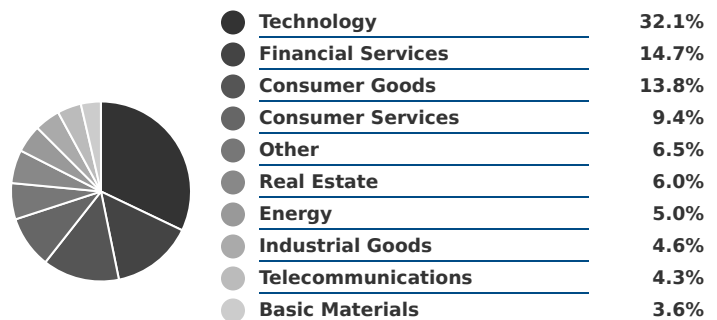 Technology 32.1%
Financial Services 14.7%
Consumer Goods 13.8%
Consumer Services 9.4%
Other 6.5%
Real Estate 6.0%
Energy 5.0%
Industrial Goods 4.6%
Telecommunications 4.3%
Basic Materials 3.6%